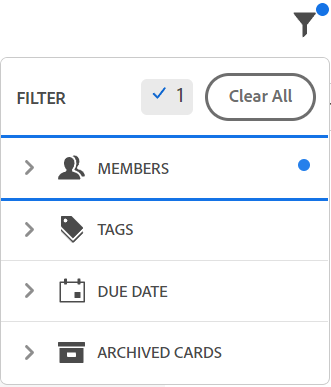 FILTER
1
Clear All
MEMBERS
TAGS
DUE DATE
ARCHIVED CARDS